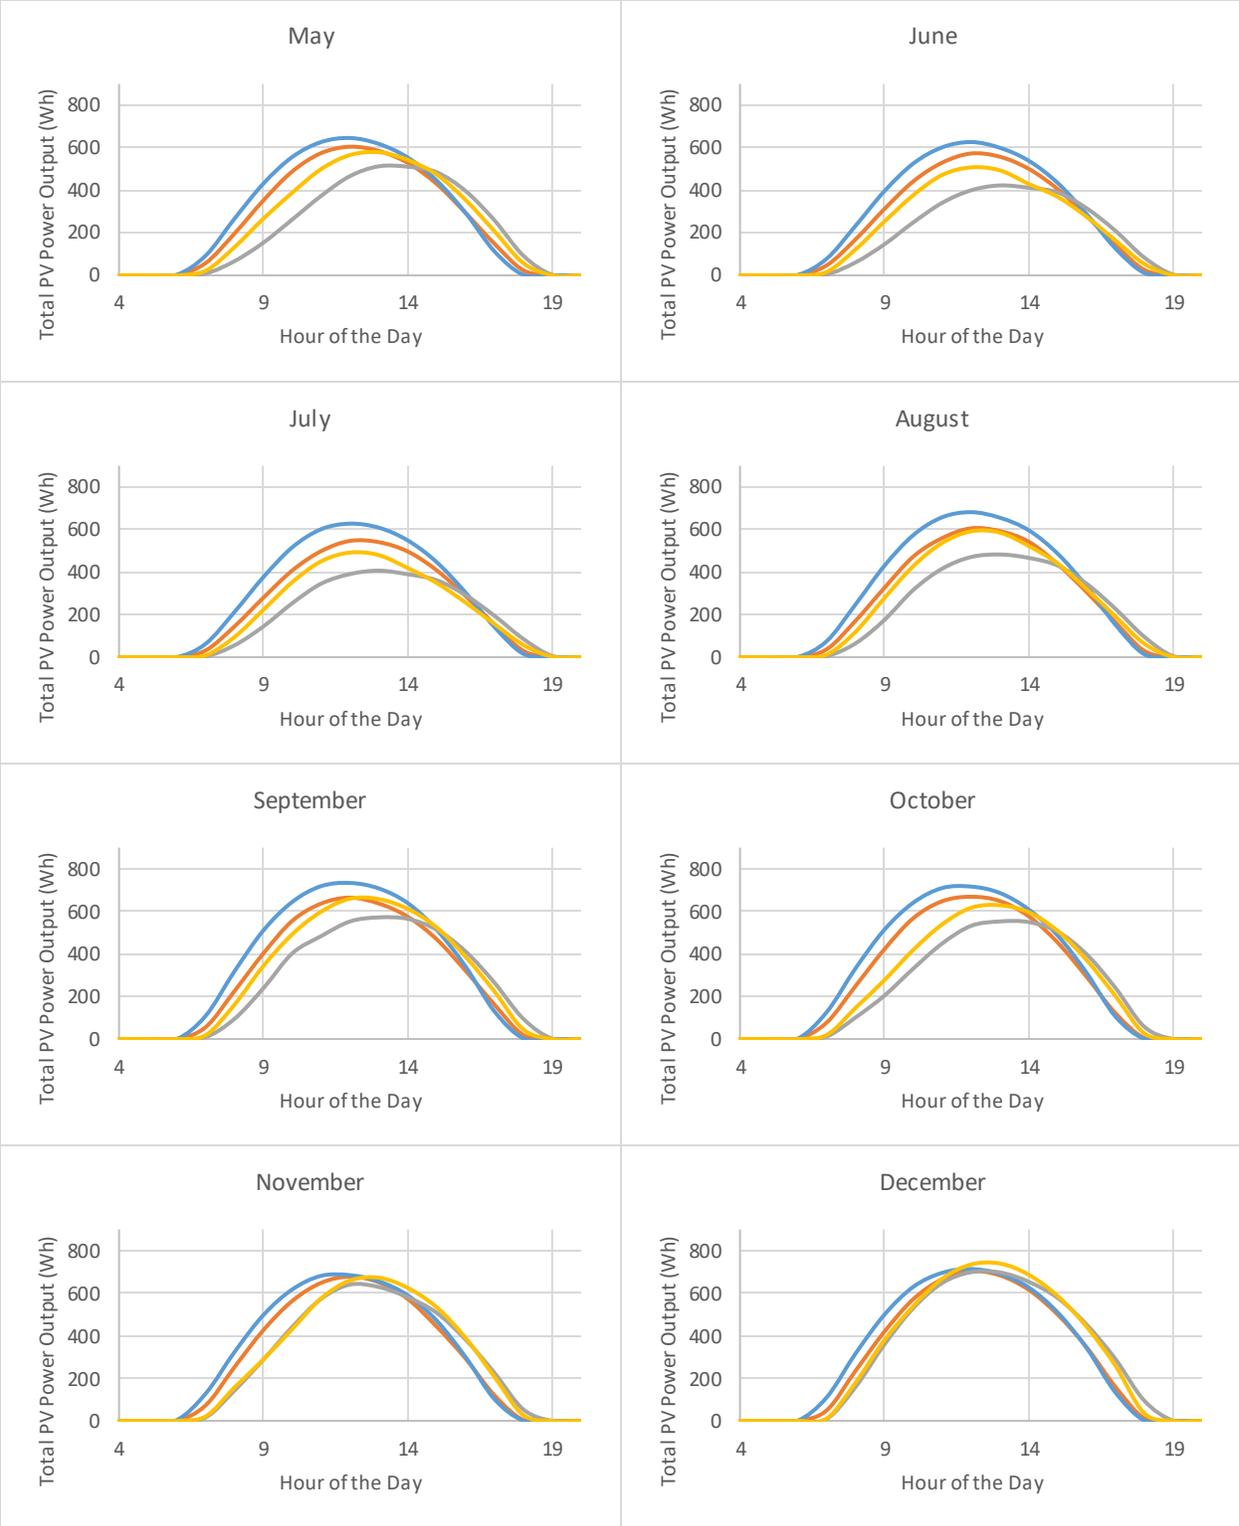 May
Total PV Power Output (Wh)
800
600
400
200
0
4 9 14 19
Hour of the Day
June
Total PV Power Output (Wh)
800
600
400
200
0
4 9 14 19
Hour of the Day
July
Total PV Power Output (Wh)
800
600
400
200
0
4 9 14 19
Hour of the Day
August
Total PV Power Output (Wh)
800
600
400
200
0
4 9 14 19
Hour of the Day
September
Total PV Power Output (Wh)
800
600
400
200
0
4 9 14 19
Hour of the Day
October
Total PV Power Output (Wh)
800
600
400
200
0
4 9 14 19
Hour of the Day
November
Total PV Power Output (Wh)
800
600
400
200
0
4 9 14 19
Hour of the Day
December
Total PV Power Output (Wh)
800
600
400
200
0
4 9 14 19
Hour of the Day